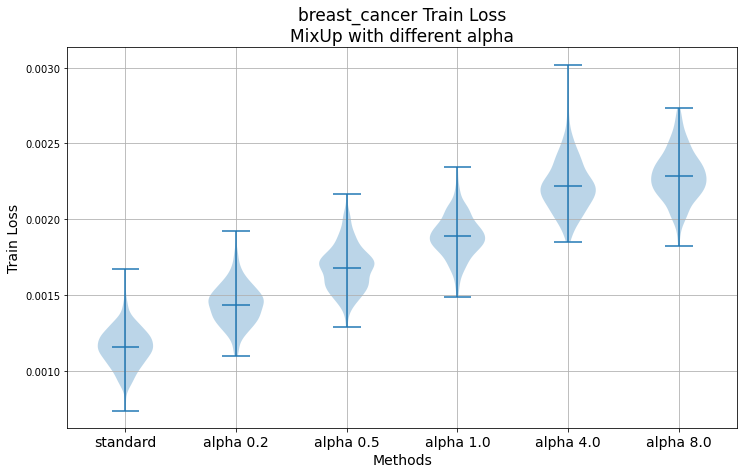 breast_cancer Train Loss
MixUp with different alpha
0.0030
0.0025
0.0020
0.0015
0.0010
Train Loss
standard alpha 0.2 alpha 0.5 alpha 1.0 alpha 4.0 alpha 8.0
Methods